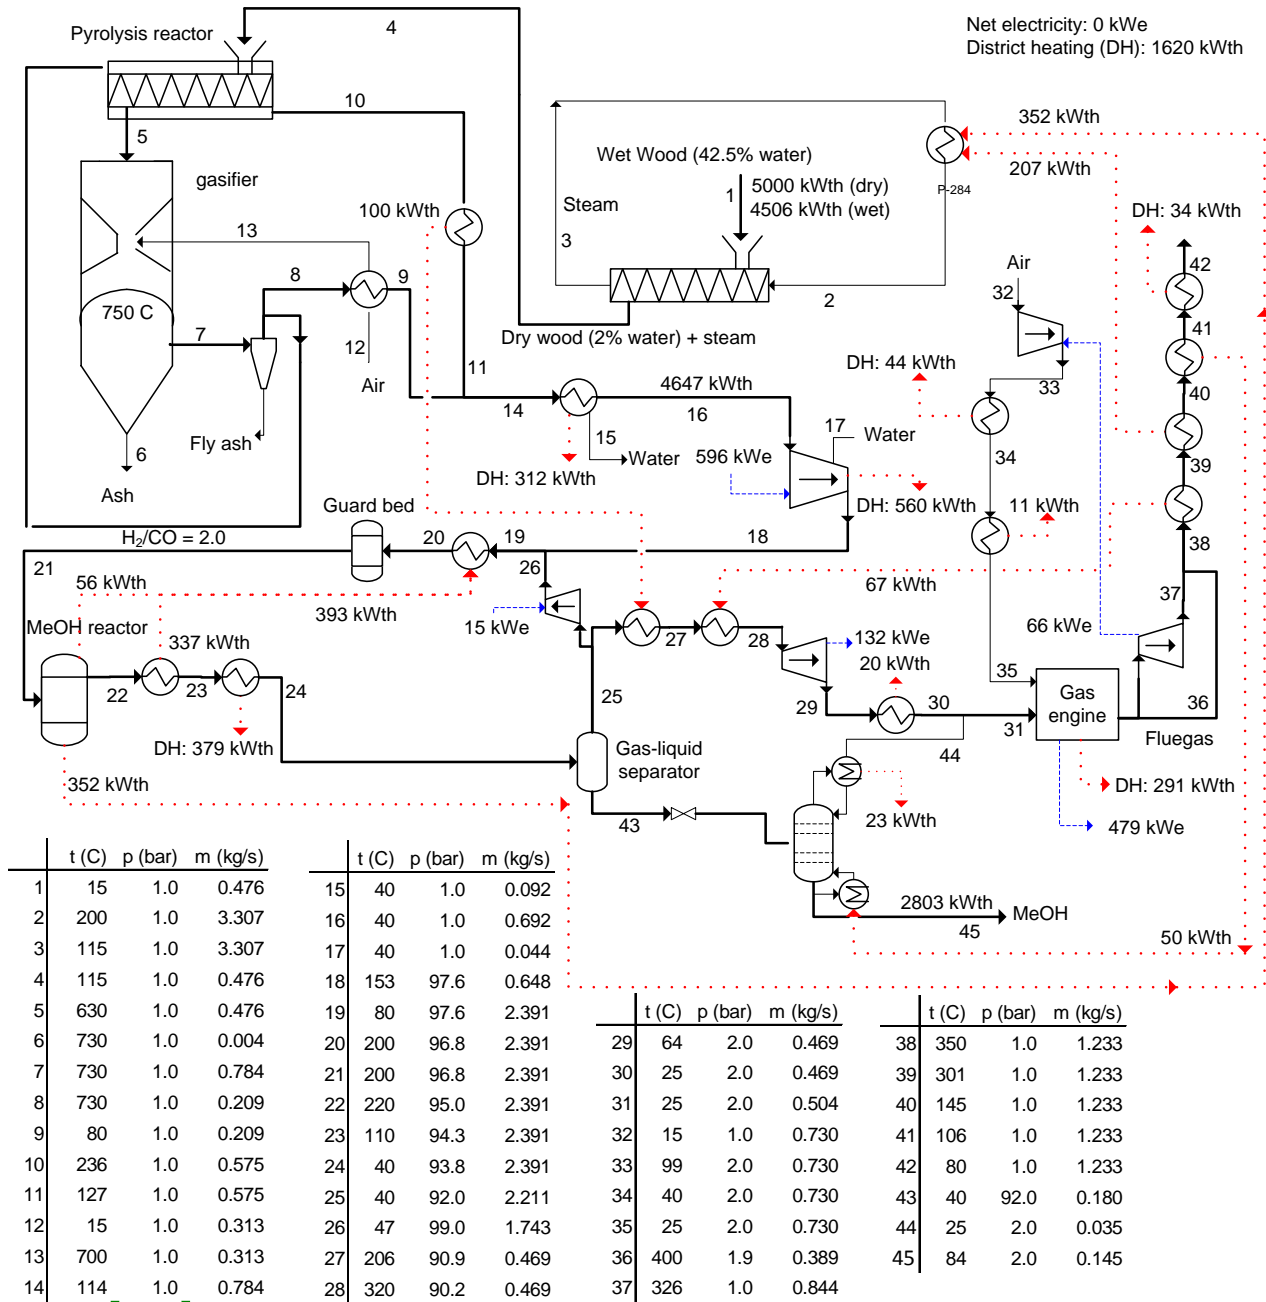 Net electricity: 0 kWe
District heating (DH): 1620 kWth
Pyrolysis reactor
4
10
5
gasifier
100 kWth
13
8
9
750 C
7
12
Air
11
Fly ash
6
Ash
Wet Wood (42.5% water)
1
5000 kWth (dry)
4506 kWth (wet)
Steam
3
2
P-284
Dry wood (2% water) + steam
352 kWth
207 kWth
DH: 34 kWth
42
41
40
39
38
Air
32
33
DH: 44 kWth
34
11 kWth
4647 kWth
14
16
15
Water
17
Water
DH: 312 kWth
596 kWe
DH: 560 kWth
18
Guard bed
H2/CO = 2.0
21
20
19
26
56 kWth
393 kWth
15 kWe
MeOH reactor
337 kWth
22
23
24
DH: 379 kWth
352 kWth
25
27
28
67 kWth
132 kWe
20 kWth
29
30
31
35
37
66 kWe
36
Gas
engine
Fluegas
44
DH: 291 kWth
479 kWe
Gas-liquid
separator
43
23 kWth
2803 kWth
MeOH
45
50 kWth
t (C) p (bar) m (kg/s)
1 15 1.0 0.476
2 200 1.0 3.307
3 115 1.0 3.307
4 115 1.0 0.476
5 630 1.0 0.476
6 730 1.0 0.004
7 730 1.0 0.784
8 730 1.0 0.209
9 80 1.0 0.209
10 236 1.0 0.575
11 127 1.0 0.575
12 15 1.0 0.313
13 700 1.0 0.313
14 114 1.0 0.784
t (C) p (bar) m (kg/s)
15 40 1.0 0.092
16 40 1.0 0.692
17 40 1.0 0.044
18 153 97.6 0.648
19 80 97.6 2.391
20 200 96.8 2.391
21 200 96.8 2.391
22 220 95.0 2.391
23 110 94.3 2.391
24 40 93.8 2.391
25 40 92.0 2.211
26 47 99.0 1.743
27 206 90.9 0.469
28 320 90.2 0.469
t (C) p (bar) m (kg/s)
29 64 2.0 0.469
30 25 2.0 0.469
31 25 2.0 0.504
32 15 1.0 0.730
33 99 2.0 0.730
34 40 2.0 0.730
35 25 2.0 0.730
36 400 1.9 0.389
37 326 1.0 0.844
t (C) p (bar) m (kg/s)
38 350 1.0 1.233
39 301 1.0 1.233
40 145 1.0 1.233
41 106 1.0 1.233
42 80 1.0 1.233
43 40 92.0 0.180
44 25 2.0 0.035
45 84 2.0 0.145